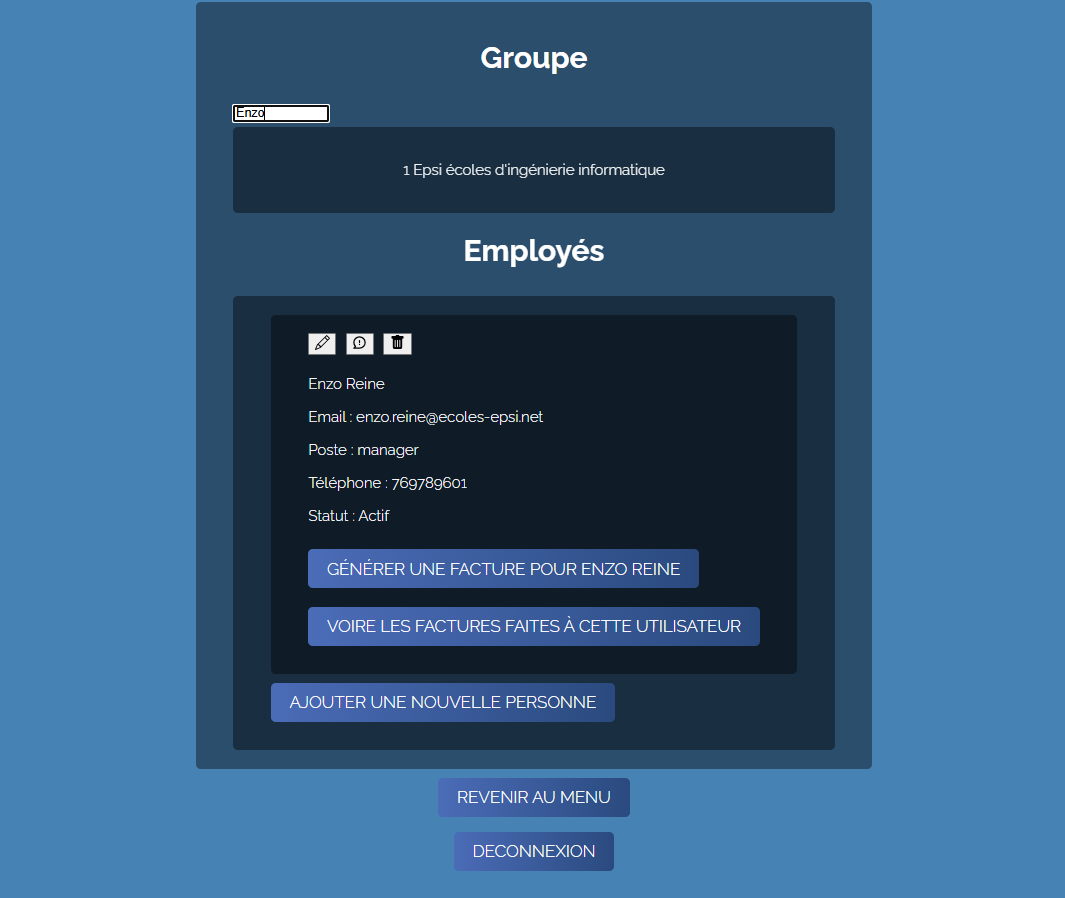 Groupe
Enzo
1 Epsi écoles d'ingénierie informatique
Employés
Enzo Reine
Email : enzo.reine@ecoles-epsi.net
Poste : manager
Téléphone : 769789601
Statut : Actif
GÉNÉRER UNE FACTURE POUR ENZO REINE
VOIRE LES FACTURES FAITES À CETTE UTILISATEUR
AJOUTER UNE NOUVELLE PERSONNE
REVENIR AU MENU
DECONNEXION